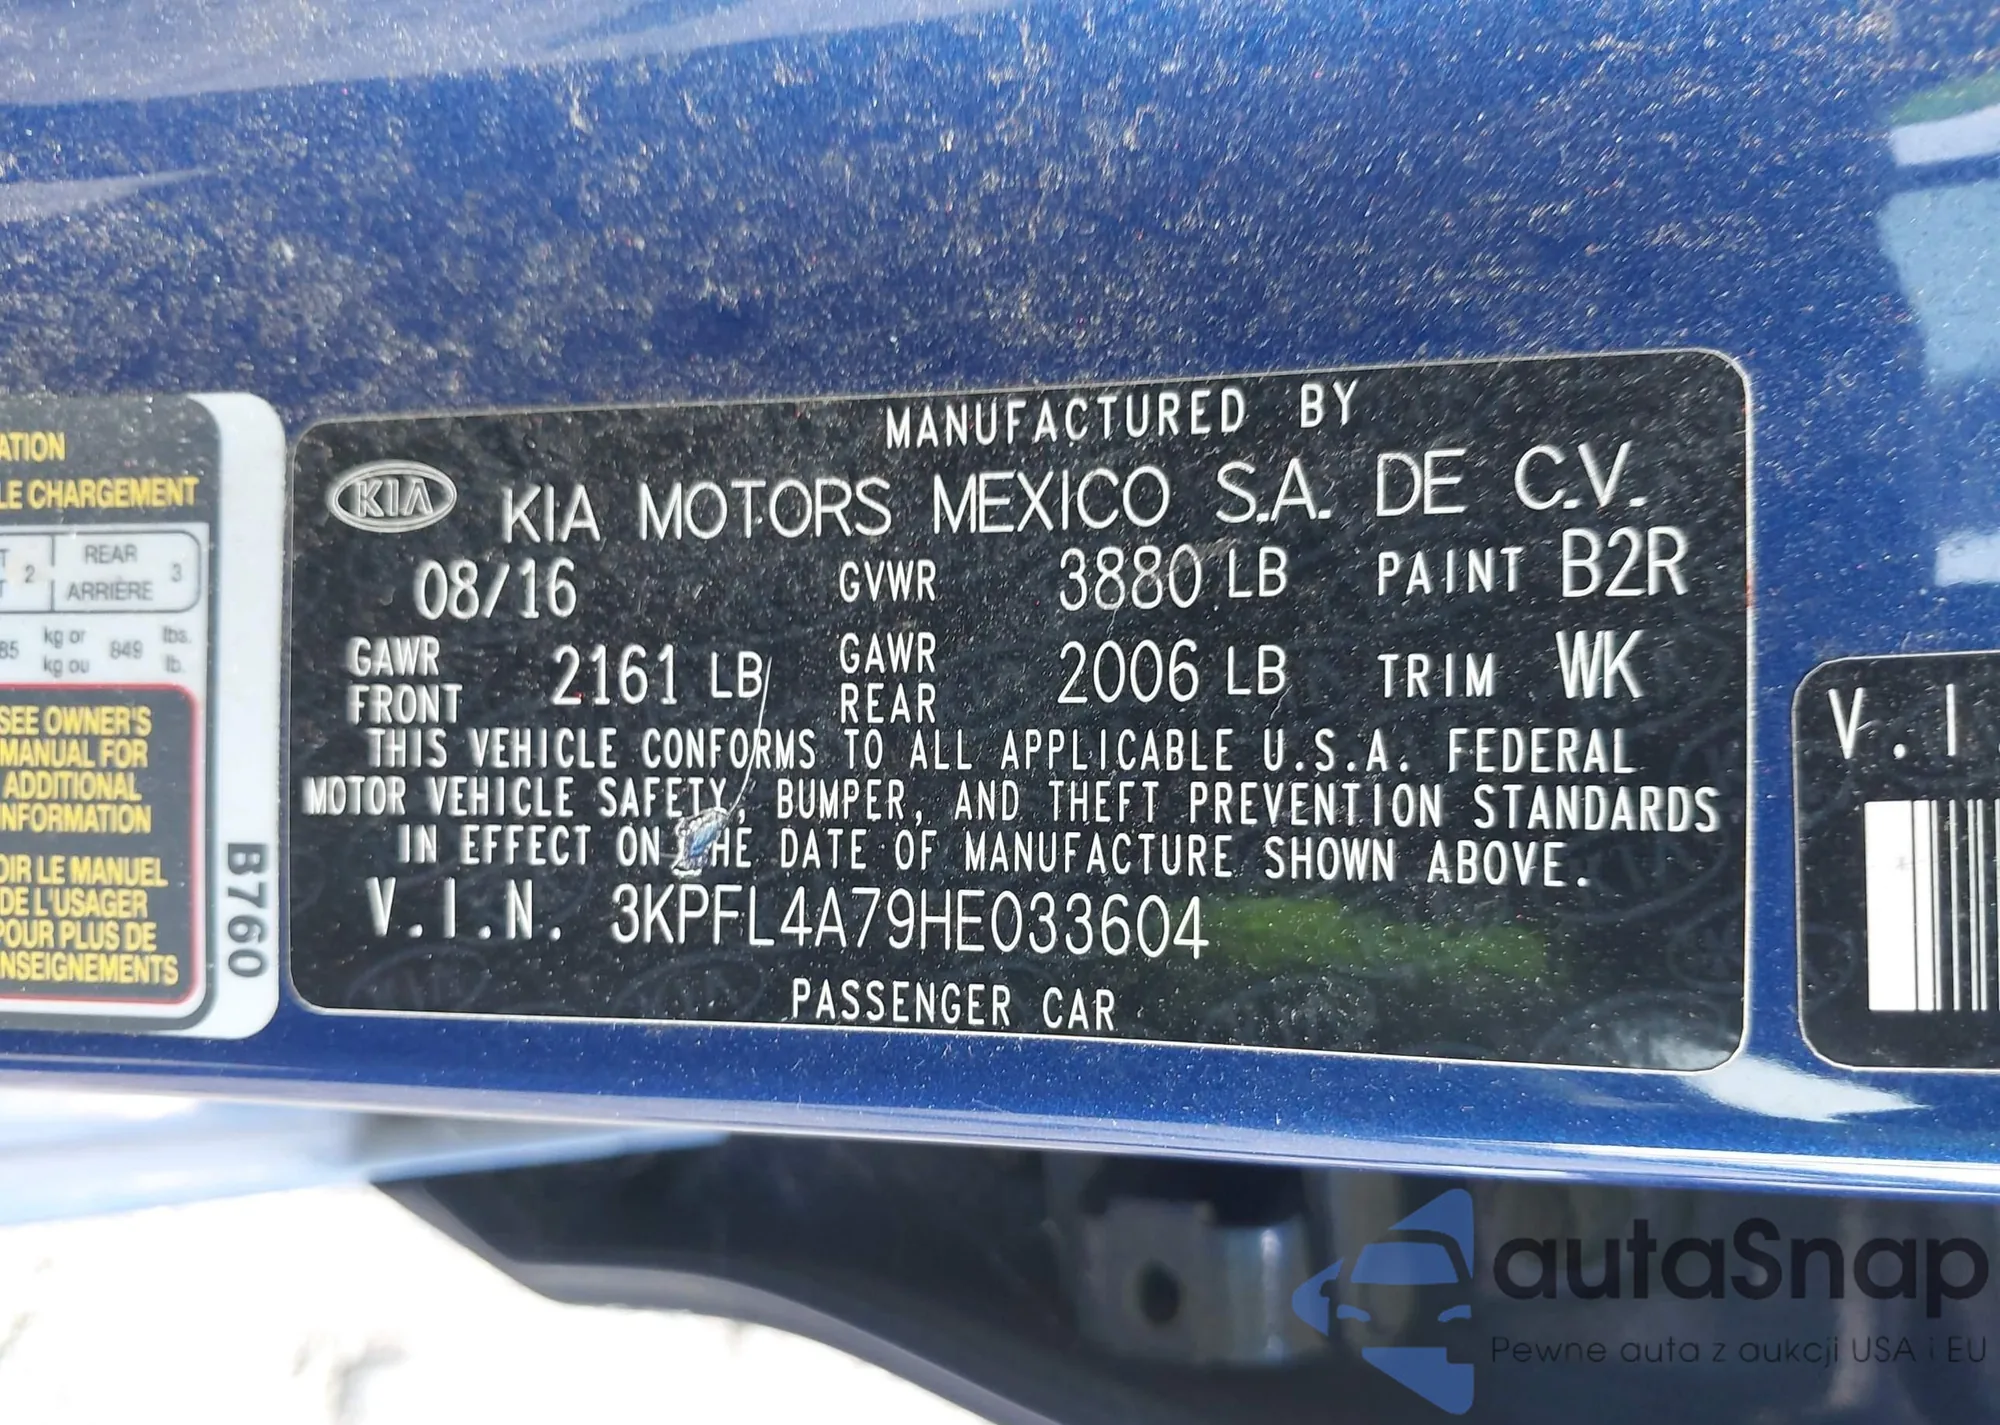 ATION
LE CHARGEMENT
2 REAR 3
ARRIÈRE
85 kg or 849 lbs.
kg ou lb.
SEE OWNER'S
MANUAL FOR
ADDITIONAL
INFORMATION
OIR LE MANUEL
DE L'USAGER
POUR PLUS DE
NSEIGNEMENTS
B760
MANUFACTURED BY
KIA KIA MOTORS MEXICO S.A. DE C.V.
08/16 GVWR 3880 LB PAINT B2R
GAWR FRONT 2161 LB GAWR REAR 2006 LB TRIM WK
THIS VEHICLE CONFORMS TO ALL APPLICABLE U.S.A. FEDERAL
MOTOR VEHICLE SAFETY, BUMPER, AND THEFT PREVENTION STANDARDS
IN EFFECT ON THE DATE OF MANUFACTURE SHOWN ABOVE.
V.I.N. 3KPFL4A79HE033604
PASSENGER CAR
V.I
autaSnap
Pewne auta z aukcji USA i EU